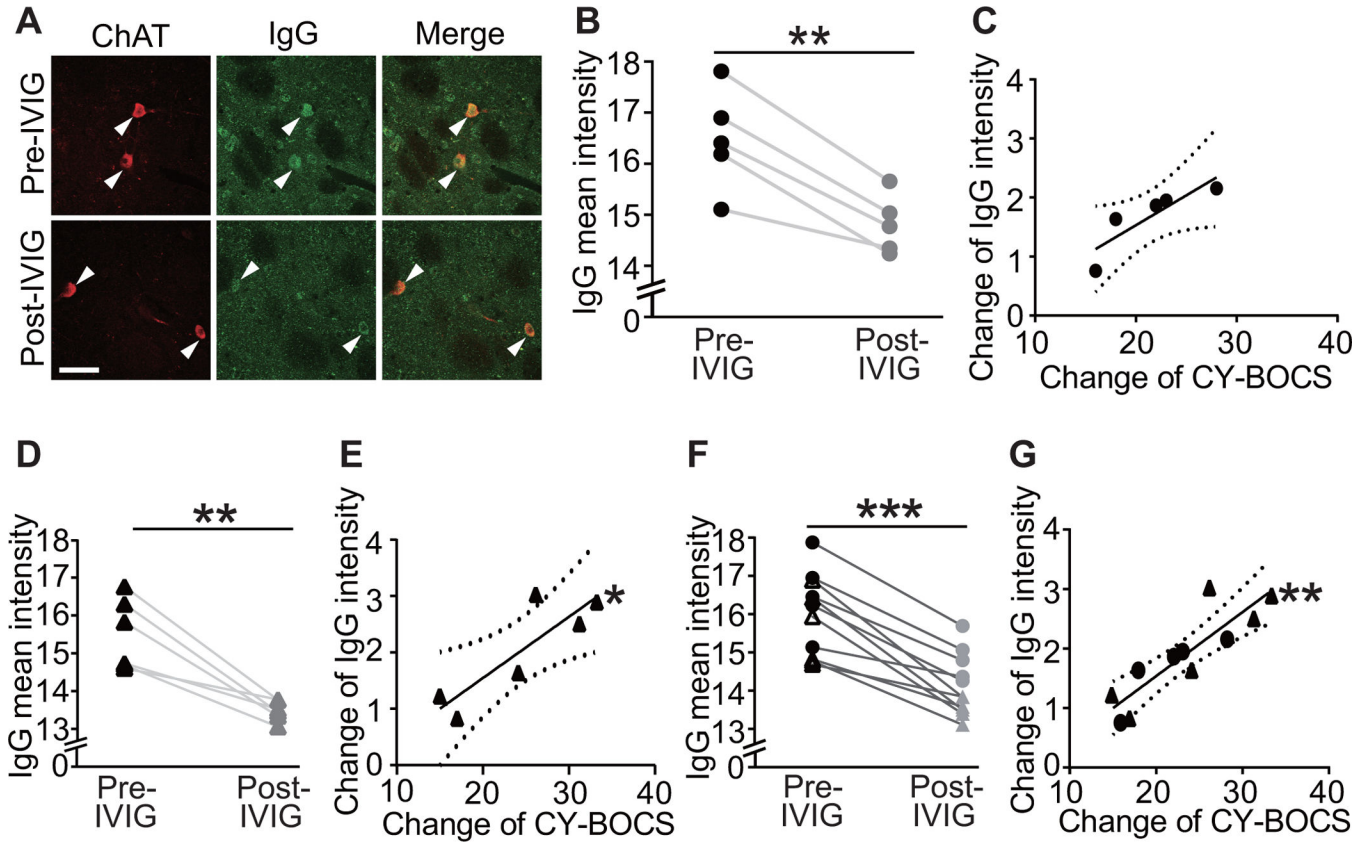 A
ChAT
IgG
Merge
Pre-IVIG
Post-IVIG
B
**
IgG mean intensity
18
17
16
15
14
0
Pre-
IVIG
Post-
IVIG
C
Change of IgG intensity
4
3
2
1
0
10
20
30
40
Change of CY-BOCS
D
**
IgG mean intensity
18
17
16
15
14
13
0
Pre-
IVIG
Post-
IVIG
E
Change of IgG intensity
4
3
2
1
0
*
10
20
30
40
Change of CY-BOCS
F
***
IgG mean intensity
18
17
16
15
14
13
0
Pre-
IVIG
Post-
IVIG
G
Change of IgG intensity
4
3
2
1
0
**
10
20
30
40
Change of CY-BOCS